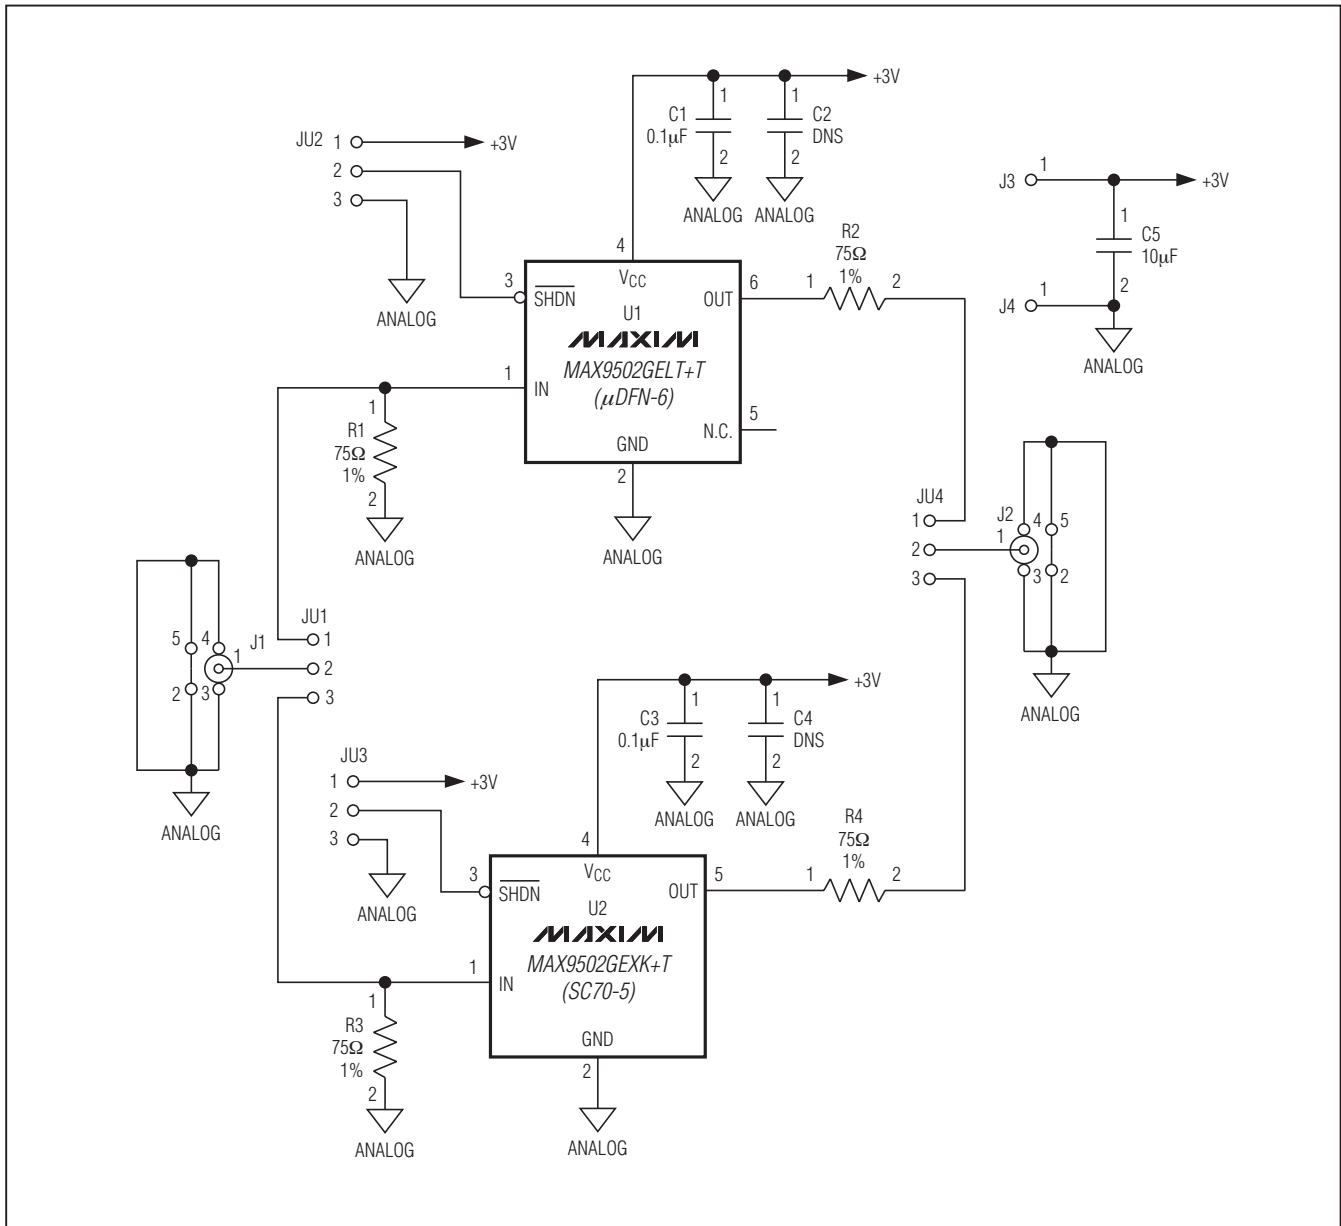 +3V
1
1
C1
0.1µF
C2
DNS
2
2
ANALOG
ANALOG
JU2
1
+3V
2
3
ANALOG
J3
1
+3V
1
C5
10µF
2
J4
1
ANALOG
4
VCC
3
SHDN
U1
MAXIM
MAX9502GELT+T
(µDFN-6)
OUT
6
1
IN
N.C.
5
GND
2
ANALOG
R2
75Ω
1%
1
2
1
R1
75Ω
1%
2
ANALOG
JU4
1
2
3
J2
1
4
5
3
2
ANALOG
JU1
1
2
3
J1
1
5
4
2
3
ANALOG
+3V
1
1
C3
0.1µF
C4
DNS
2
2
ANALOG
ANALOG
JU3
1
+3V
2
3
ANALOG
4
VCC
3
SHDN
U2
MAXIM
MAX9502GEXK+T
(SC70-5)
OUT
5
1
IN
GND
2
ANALOG
R4
75Ω
1%
1
2
1
R3
75Ω
1%
2
ANALOG